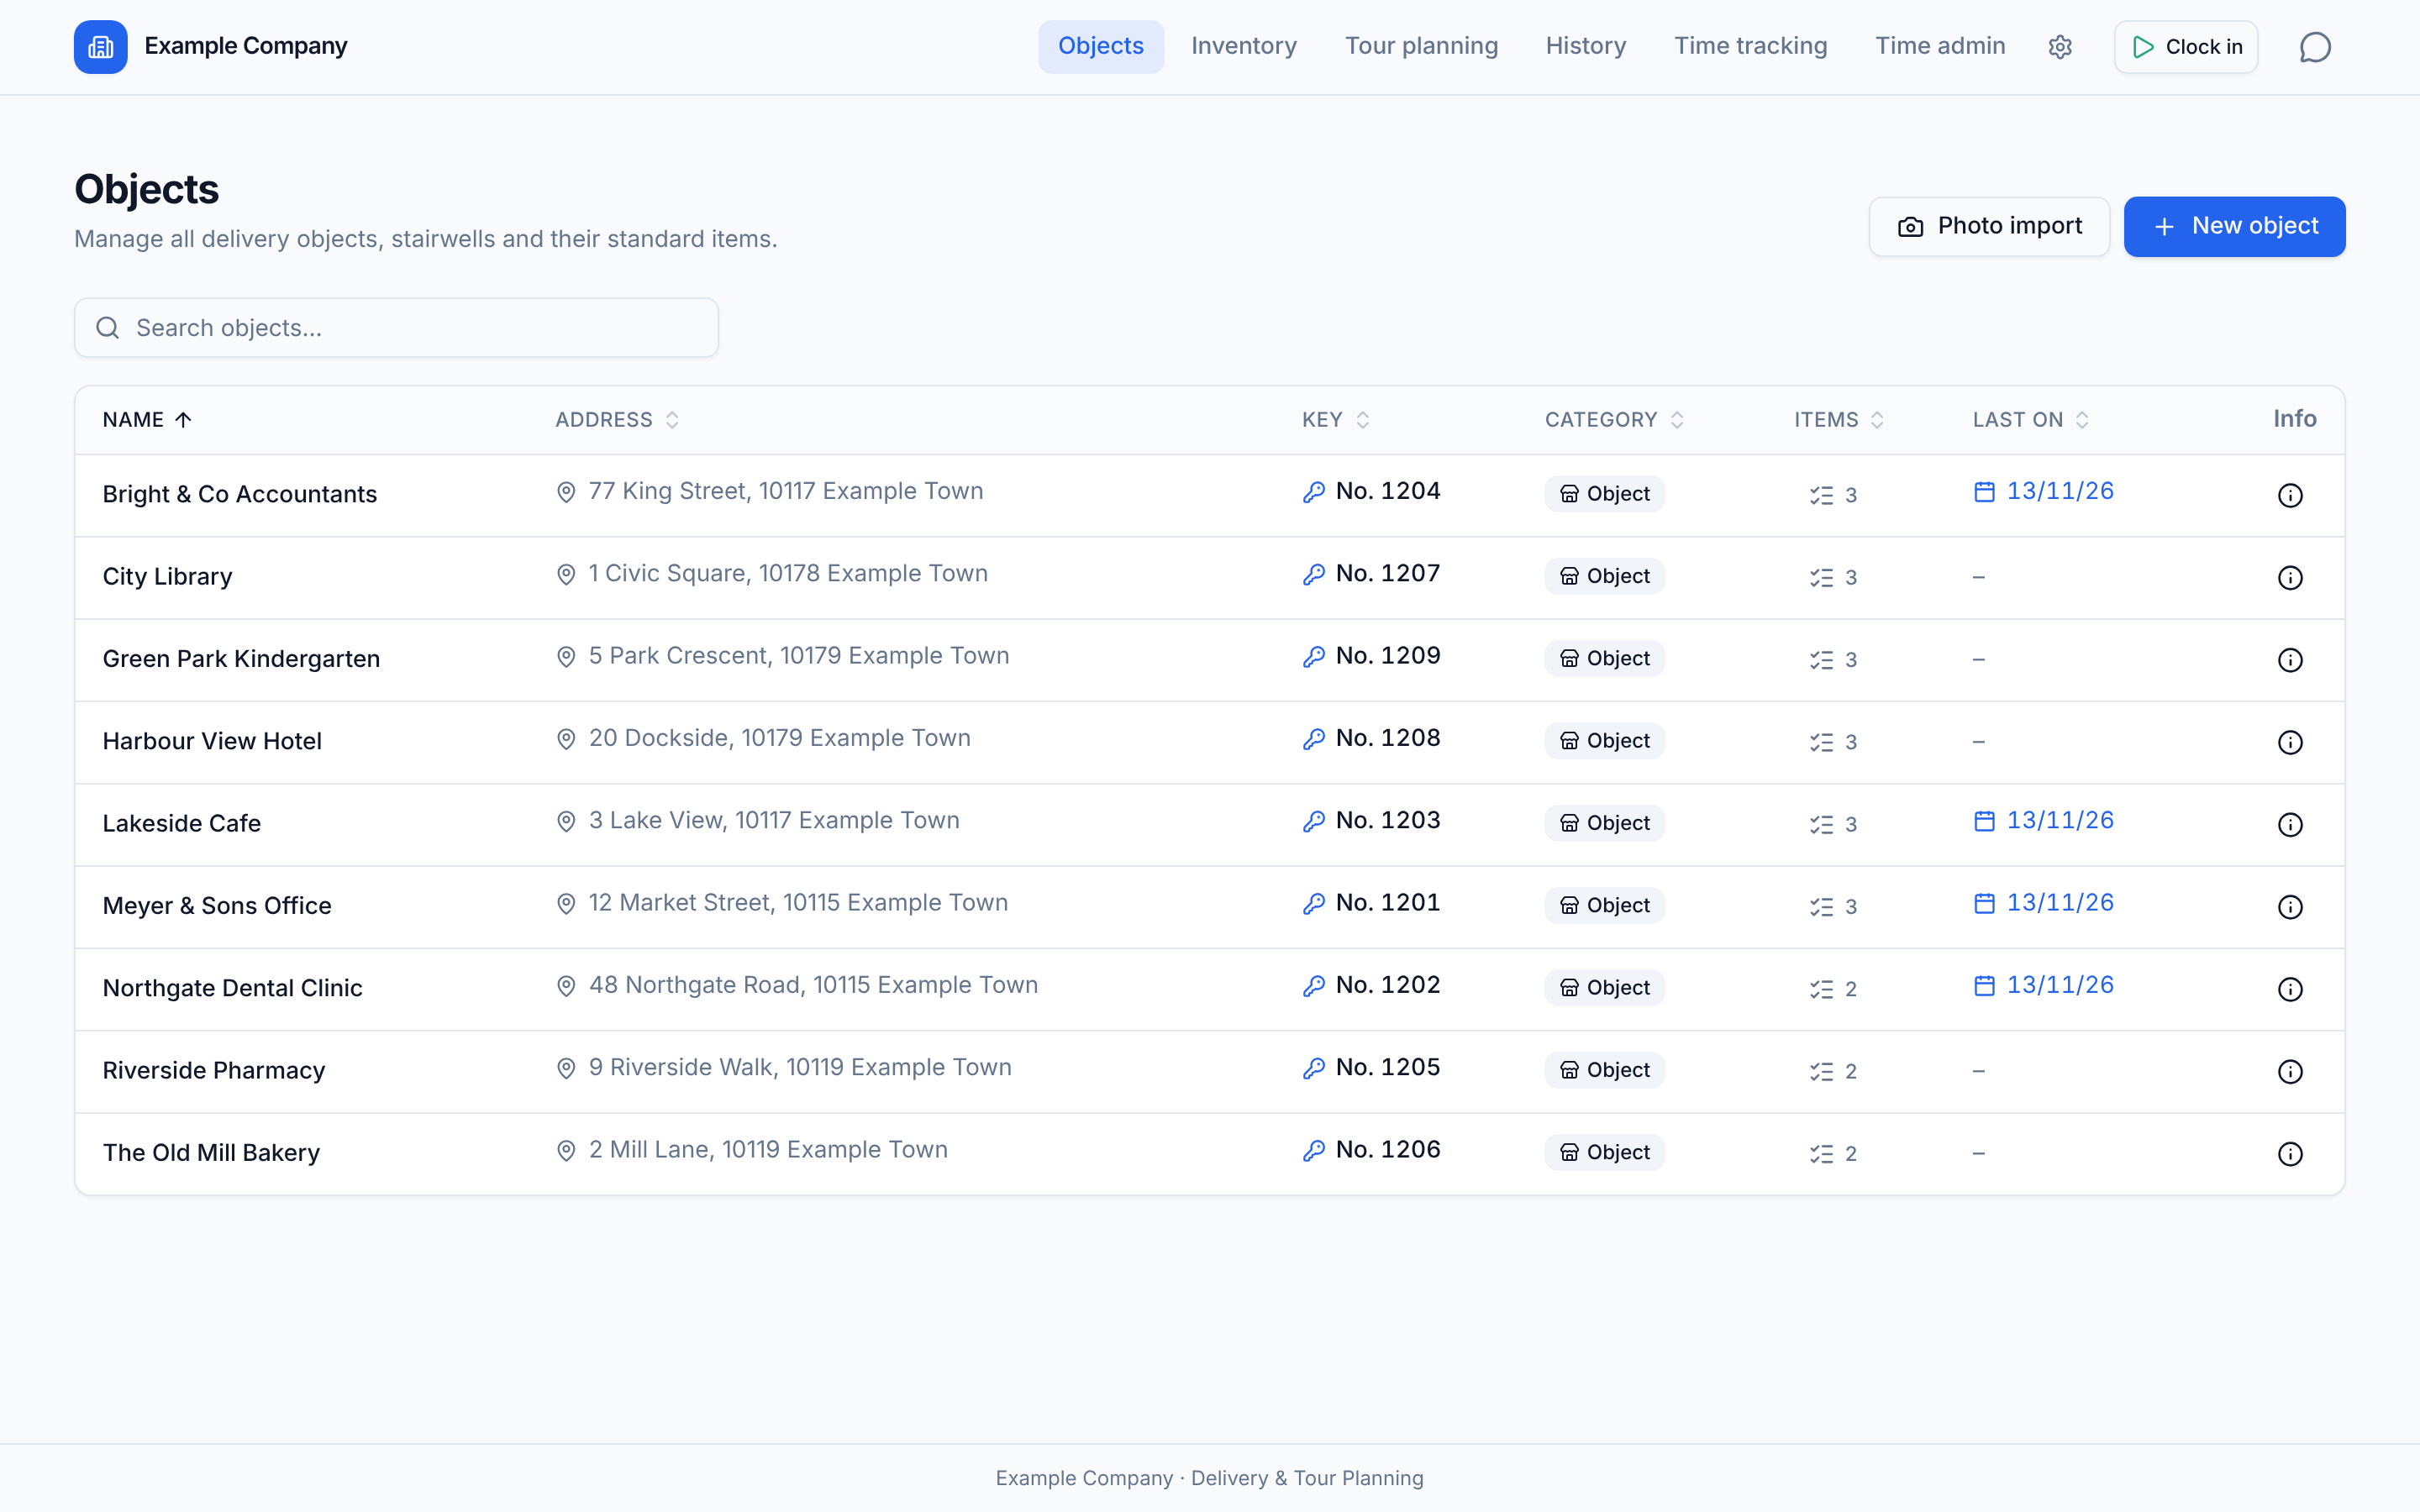 Example Company
Objects Inventory Tour planning History Time tracking Time admin Clock in
Objects
Manage all delivery objects, stairwells and their standard items.
Photo import
New object
Search objects...
NAME ADDRESS KEY CATEGORY ITEMS LAST ON Info
Bright & Co Accountants 77 King Street, 10117 Example Town No. 1204 Object 3 13/11/26
City Library 1 Civic Square, 10178 Example Town No. 1207 Object 3 –
Green Park Kindergarten 5 Park Crescent, 10179 Example Town No. 1209 Object 3 –
Harbour View Hotel 20 Dockside, 10179 Example Town No. 1208 Object 3 –
Lakeside Cafe 3 Lake View, 10117 Example Town No. 1203 Object 3 13/11/26
Meyer & Sons Office 12 Market Street, 10115 Example Town No. 1201 Object 3 13/11/26
Northgate Dental Clinic 48 Northgate Road, 10115 Example Town No. 1202 Object 2 13/11/26
Riverside Pharmacy 9 Riverside Walk, 10119 Example Town No. 1205 Object 2 –
The Old Mill Bakery 2 Mill Lane, 10119 Example Town No. 1206 Object 2 –
Example Company · Delivery & Tour Planning